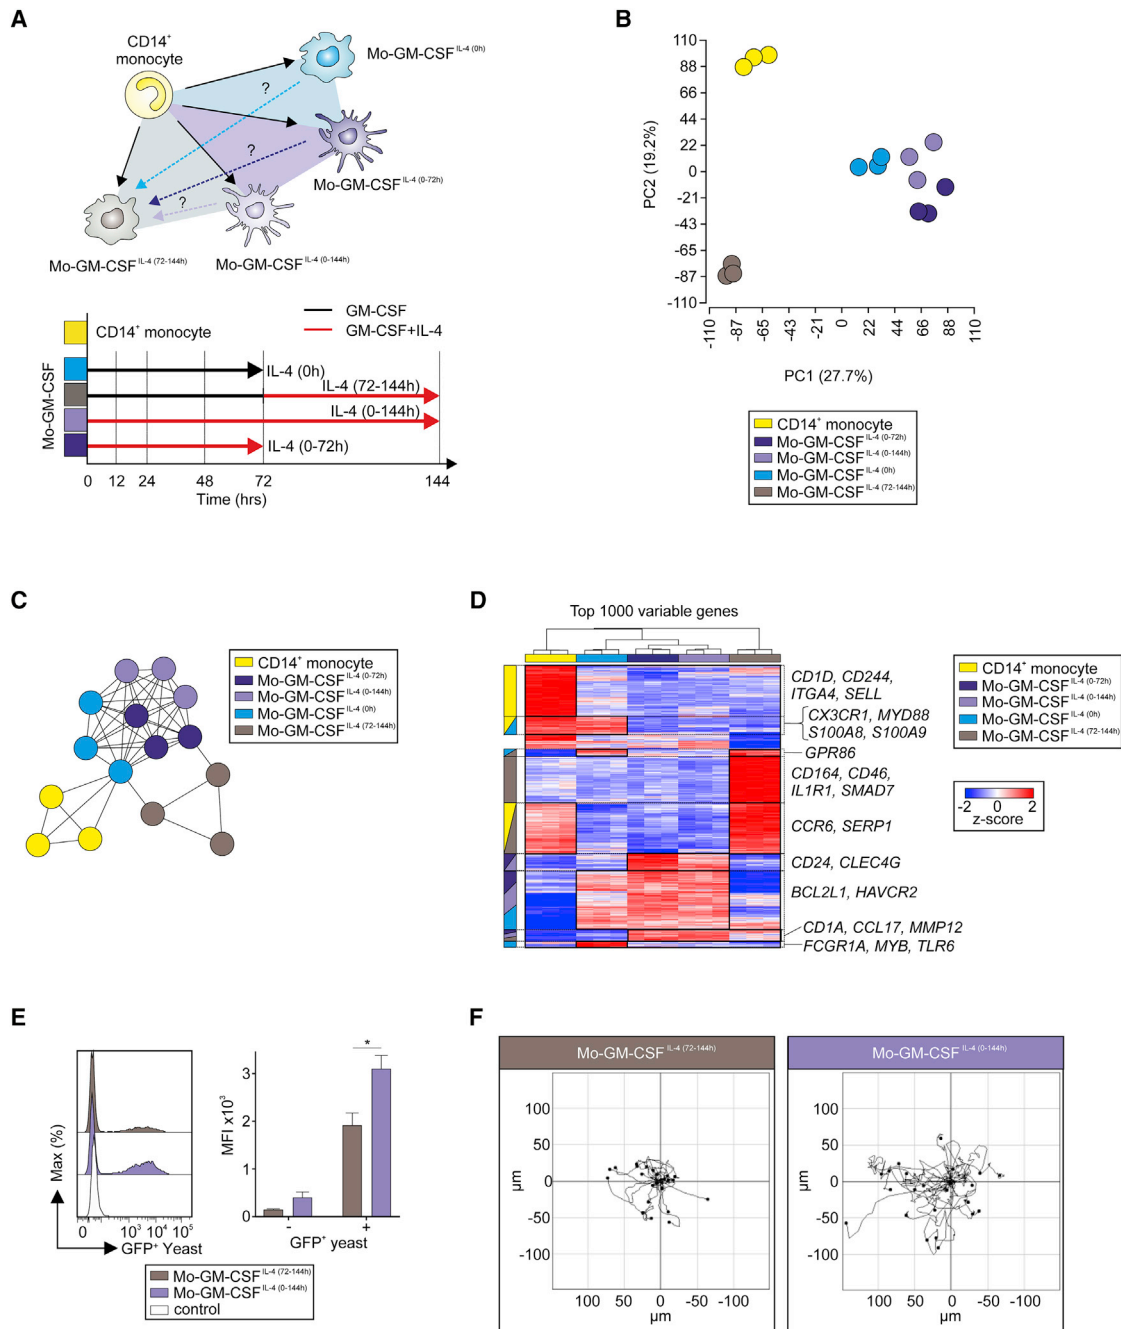 A
CD14⁺
monocyte
Mo-GM-CSF IL-4 (0h)
?
Mo-GM-CSF IL-4 (0-72h)
?
Mo-GM-CSF IL-4 (72-144h)
Mo-GM-CSF IL-4 (0-144h)
GM-CSF
GM-CSF+IL-4
CD14⁺ monocyte
Mo-GM-CSF
IL-4 (0h)
IL-4 (72-144h)
IL-4 (0-144h)
IL-4 (0-72h)
0 12 24 48 72 144
Time (hrs)
B
110
88
66
44
22
0
-21
-43
-65
-87
-110
PC2 (19.2%)
-110 -87 -65 -43 -21 0 22 44 66 88 110
PC1 (27.7%)
CD14⁺ monocyte
Mo-GM-CSF IL-4 (0-72h)
Mo-GM-CSF IL-4 (0-144h)
Mo-GM-CSF IL-4 (0h)
Mo-GM-CSF IL-4 (72-144h)
C
CD14⁺ monocyte
Mo-GM-CSF IL-4 (0-72h)
Mo-GM-CSF IL-4 (0-144h)
Mo-GM-CSF IL-4 (0h)
Mo-GM-CSF IL-4 (72-144h)
D
Top 1000 variable genes
CD1D, CD244,
ITGA4, SELL
CX3CR1, MYD88
S100A8, S100A9
GPR86
CD164, CD46,
IL1R1, SMAD7
CCR6, SERP1
CD24, CLEC4G
BCL2L1, HAVCR2
CD1A, CCL17, MMP12
FCGR1A, MYB, TLR6
CD14⁺ monocyte
Mo-GM-CSF IL-4 (0-72h)
Mo-GM-CSF IL-4 (0-144h)
Mo-GM-CSF IL-4 (0h)
Mo-GM-CSF IL-4 (72-144h)
-2 0 2
z-score
E
Max (%)
0 10³ 10⁴ 10⁵
GFP⁺ Yeast
*
3
2
1
0
MFI x10³
- +
GFP⁺ yeast
Mo-GM-CSF IL-4 (72-144h)
Mo-GM-CSF IL-4 (0-144h)
control
F
Mo-GM-CSF IL-4 (72-144h)
100
50
0
-50
-100
µm
100 50 0 -50 -100
µm
Mo-GM-CSF IL-4 (0-144h)
100
50
0
-50
-100
µm
100 50 0 -50 -100
µm